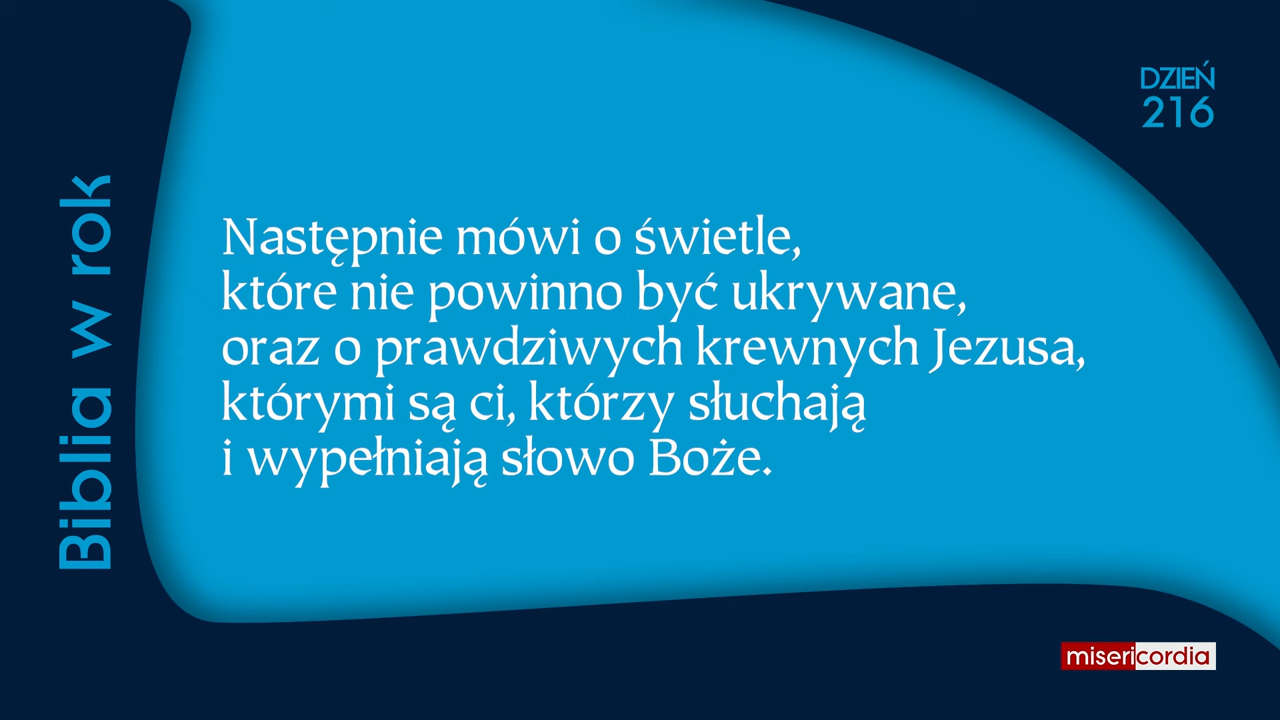 Biblia w rok
DZIEŃ
216
Następnie mówi o świetle,
które nie powinno być ukrywane,
oraz o prawdziwych krewnych Jezusa,
którymi są ci, którzy słuchają
i wypełniają słowo Boże.
misericordia